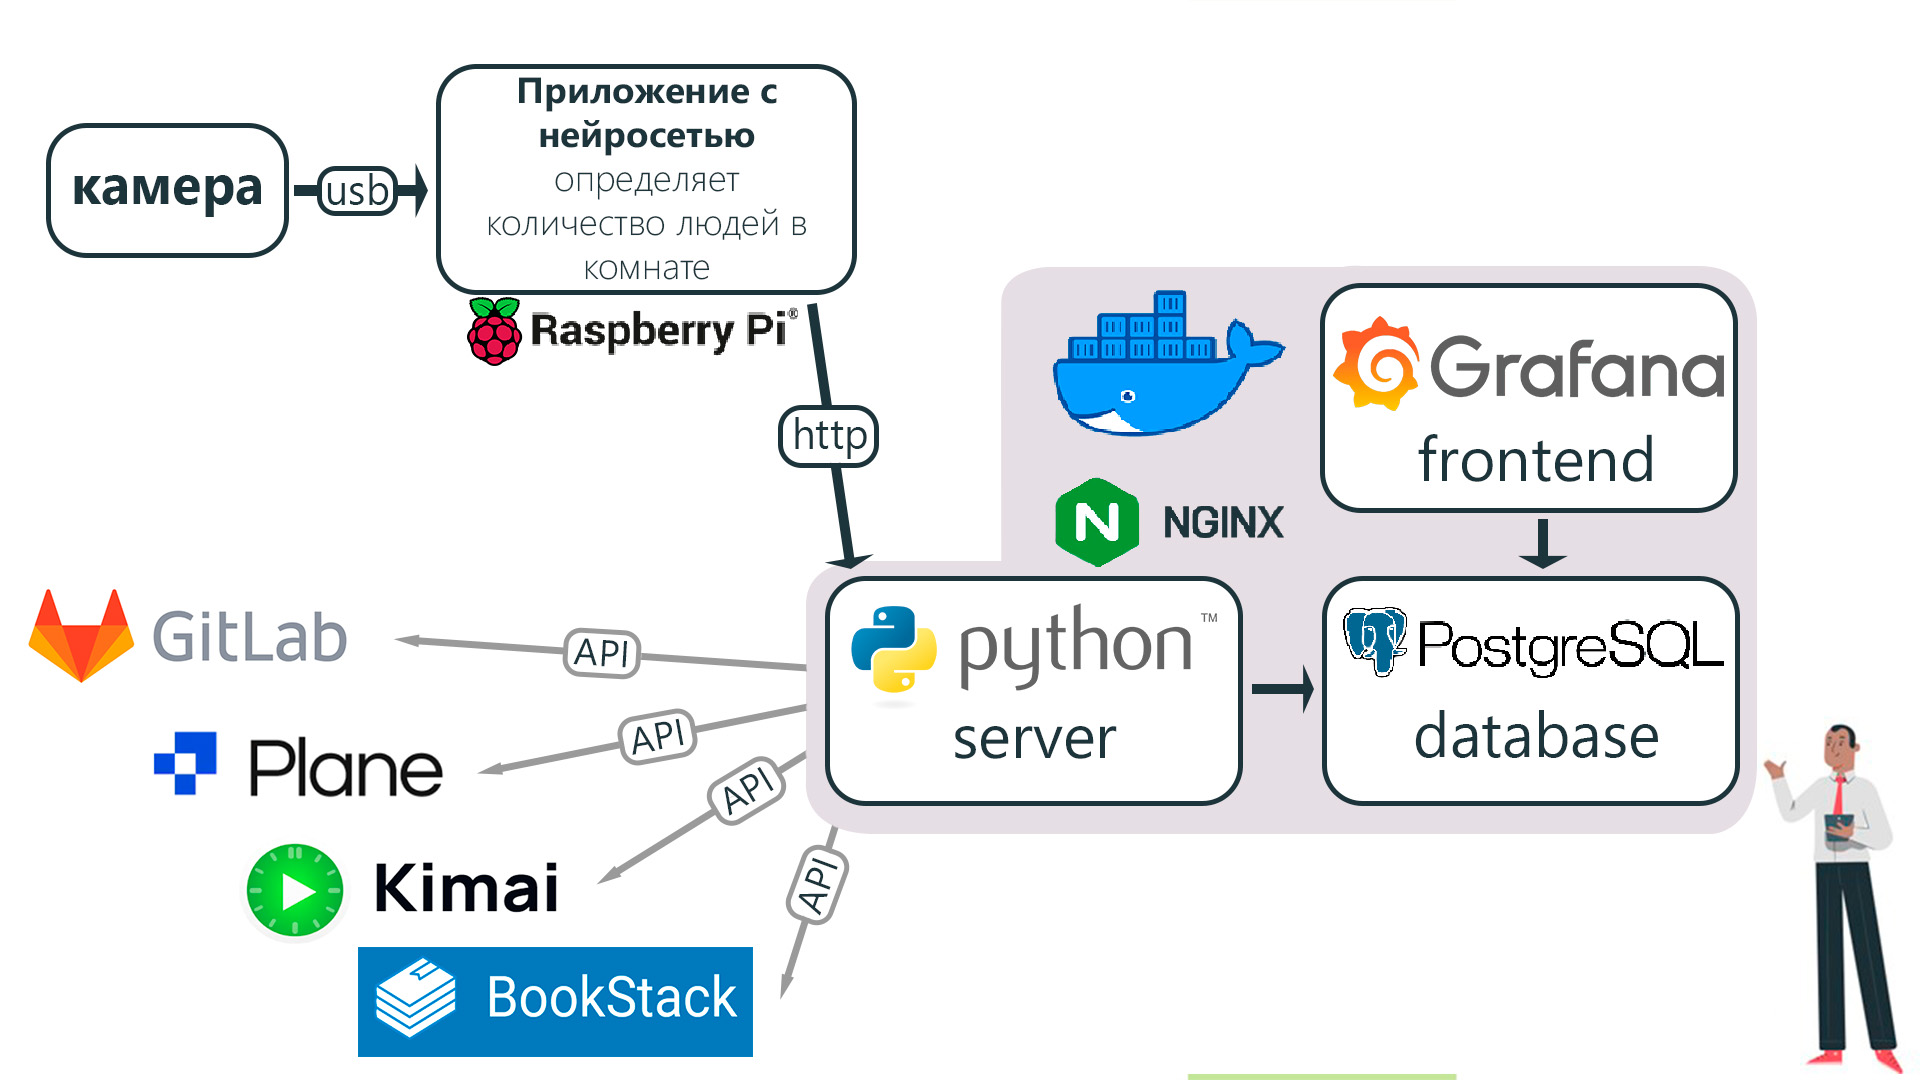 камера
usb
Приложение с
нейросетью
определяет
количество людей в
комнате
Raspberry Pi®
http
Grafana
frontend
NGINX
python™
server
PostgreSQL
database
GitLab
API
Plane
API
Kimai
API
BookStack
API